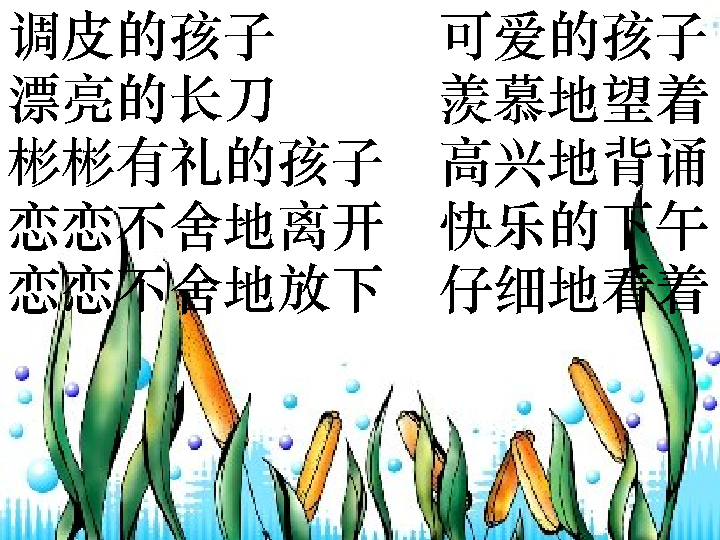 调皮的孩子 可爱的孩子
漂亮的长刀 羡慕地望着
彬彬有礼的孩子 高兴地背诵
恋恋不舍地离开 快乐的下午
恋恋不舍地放下 仔细地看着